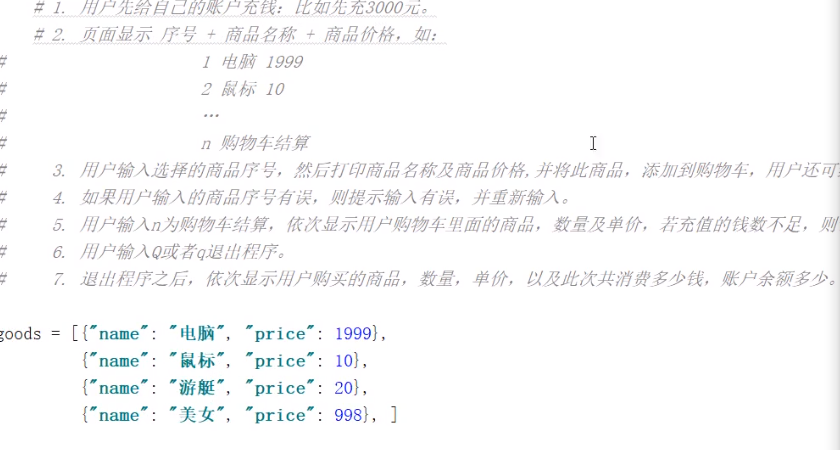 # 1. 用户先给自己的账户充钱：比如先充3000元。
# 2. 页面显示 序号 + 商品名称 + 商品价格，如：
# 1 电脑 1999
# 2 鼠标 10
# …
# n 购物车结算
# 3. 用户输入选择的商品序号，然后打印商品名称及商品价格,并将此商品，添加到购物车，用户还可
# 4. 如果用户输入的商品序号有误，则提示输入有误，并重新输入。
# 5. 用户输入n为购物车结算，依次显示用户购物车里面的商品，数量及单价，若充值的钱数不足，则
# 6. 用户输入Q或者q退出程序。
# 7. 退出程序之后，依次显示用户购买的商品，数量，单价，以及此次共消费多少钱，账户余额多少。
goods = [{"name": "电脑", "price": 1999},
{"name": "鼠标", "price": 10},
{"name": "游艇", "price": 20},
{"name": "美女", "price": 998}, ]